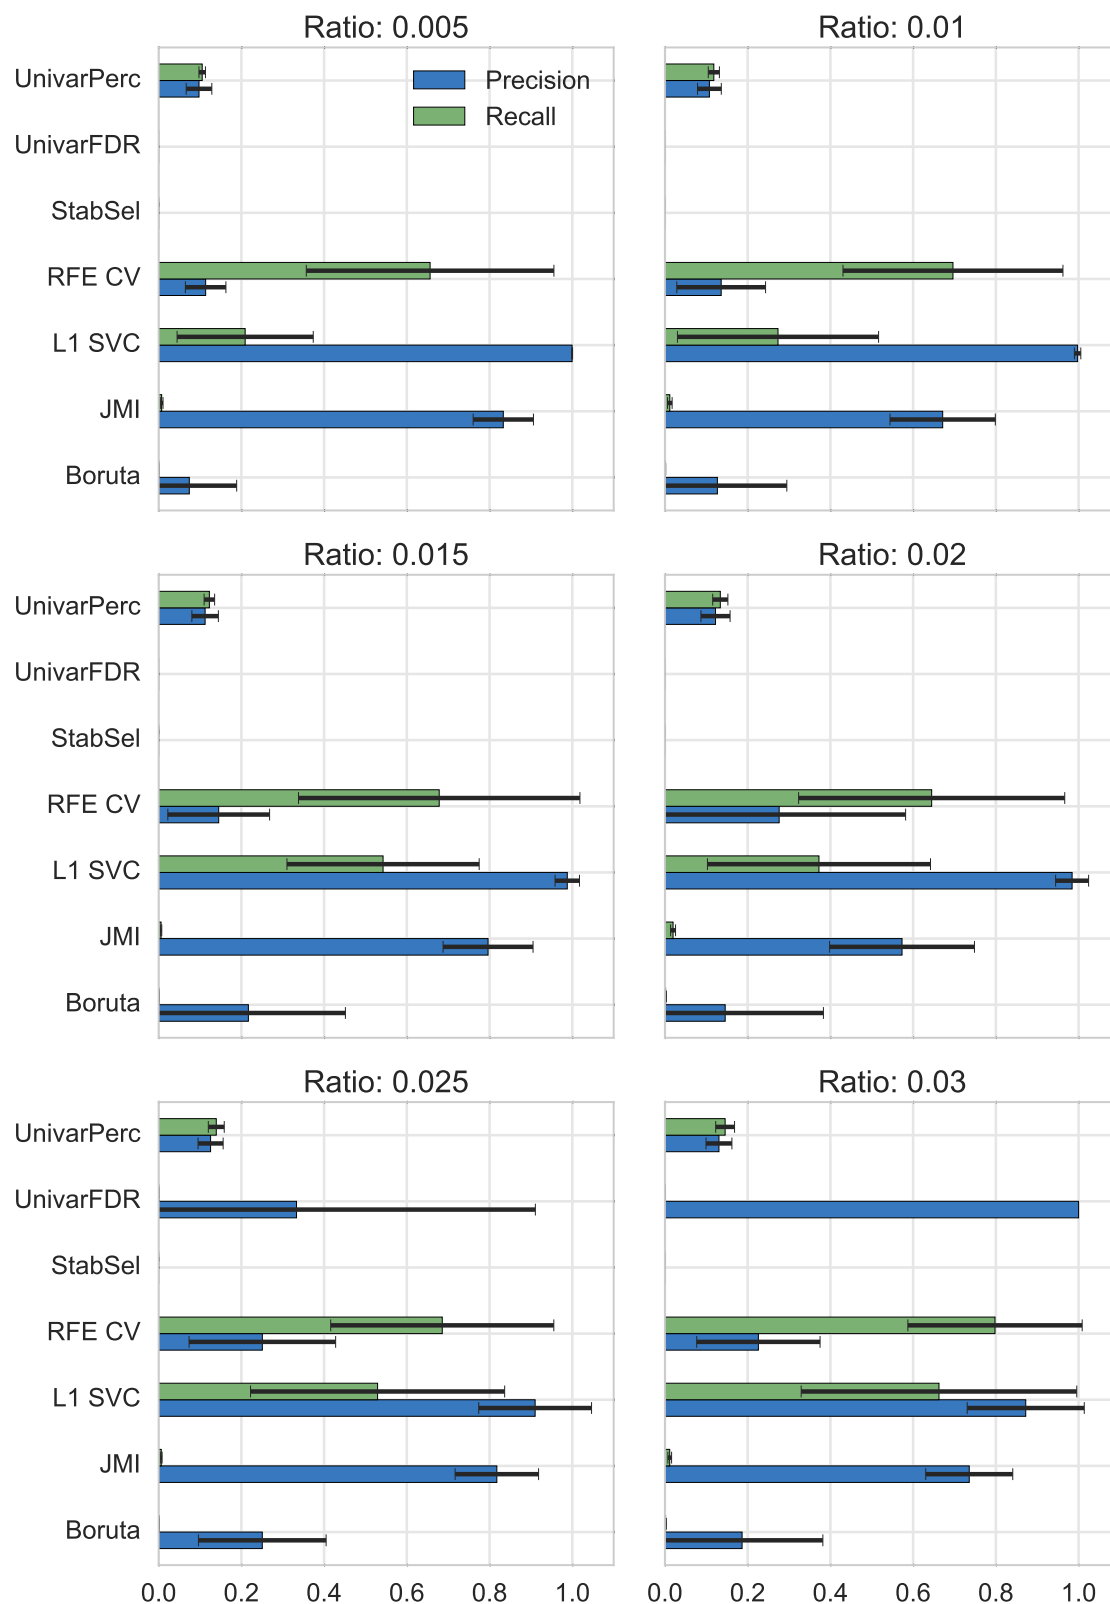 Ratio: 0.005
Ratio: 0.01
UnivarPerc
UnivarFDR
StabSel
RFE CV
L1 SVC
JMI
Boruta
Precision
Recall
Ratio: 0.015
Ratio: 0.02
UnivarPerc
UnivarFDR
StabSel
RFE CV
L1 SVC
JMI
Boruta
Ratio: 0.025
Ratio: 0.03
UnivarPerc
UnivarFDR
StabSel
RFE CV
L1 SVC
JMI
Boruta
0.0 0.2 0.4 0.6 0.8 1.0
0.0 0.2 0.4 0.6 0.8 1.0